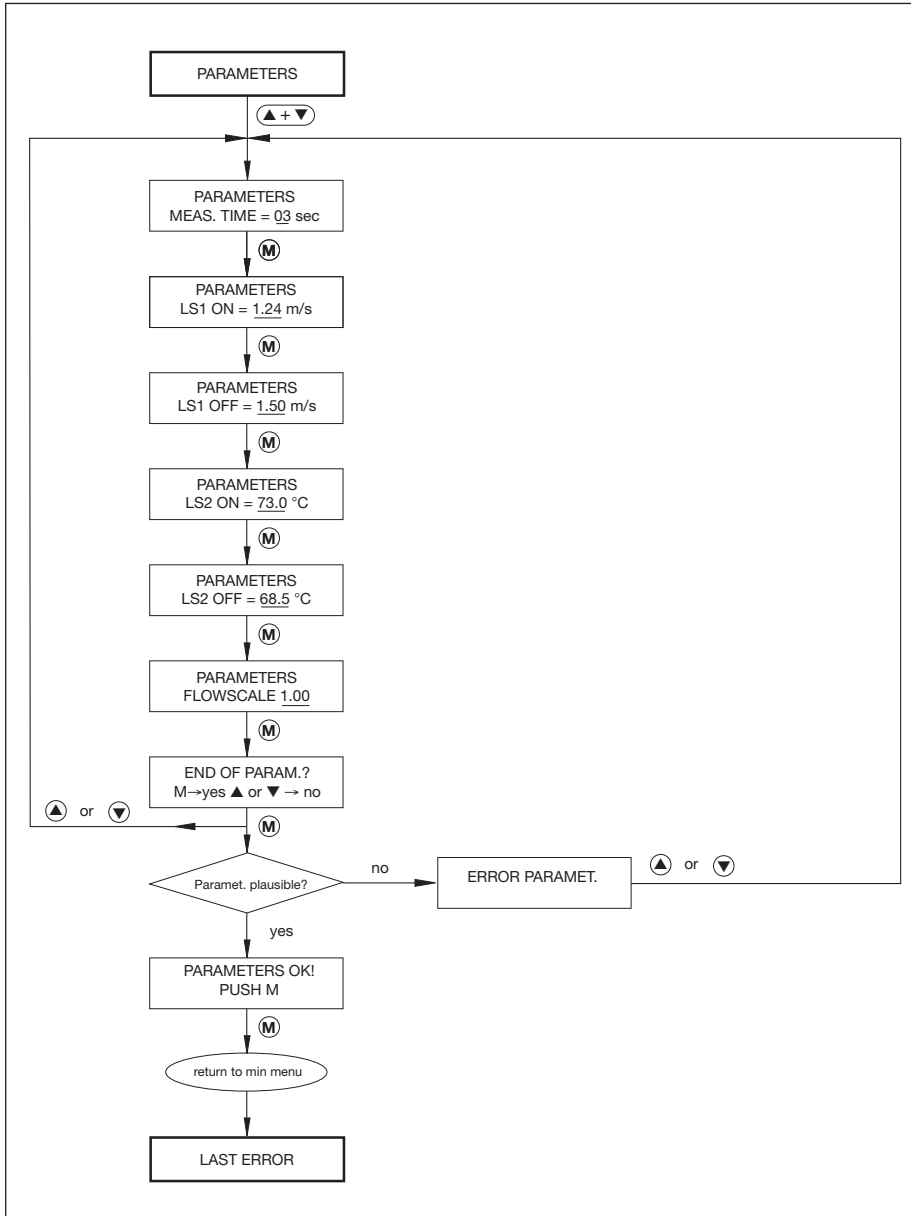 PARAMETERS
▲ + ▼
PARAMETERS
MEAS. TIME = 03 sec
M
PARAMETERS
LS1 ON = 1.24 m/s
M
PARAMETERS
LS1 OFF = 1.50 m/s
M
PARAMETERS
LS2 ON = 73.0 °C
M
PARAMETERS
LS2 OFF = 68.5 °C
M
PARAMETERS
FLOWSCALE 1.00
M
END OF PARAM.?
M→yes ▲ or ▼ → no
▲ or ▼
M
Paramet. plausible?
no
ERROR PARAMET.
▲ or ▼
yes
PARAMETERS OK!
PUSH M
M
return to min menu
LAST ERROR